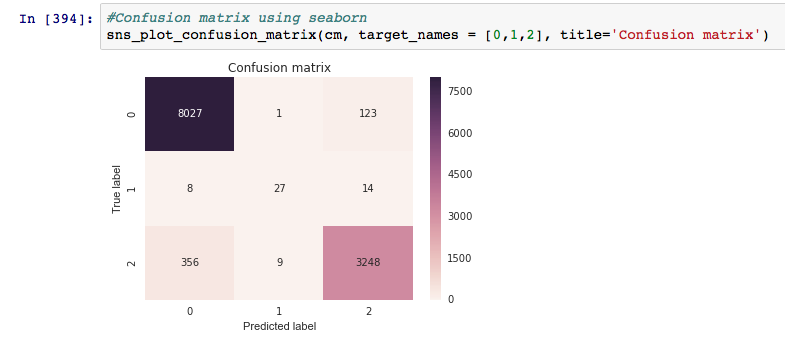 In [394]: #Confusion matrix using seaborn
sns_plot_confusion_matrix(cm, target_names = [0,1,2], title='Confusion matrix')
Confusion matrix
0 8027 1 123
1 8 27 14
2 356 9 3248
0 1 2
True label
Predicted label
7500
6000
4500
3000
1500
0